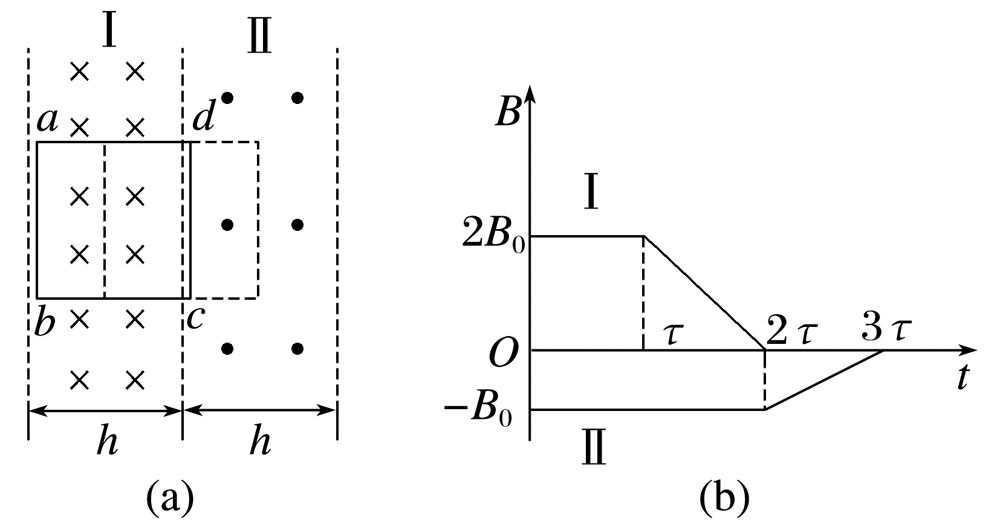 Ⅰ
Ⅱ
a
d
b
c
h
h
(a)
B
Ⅰ
2B₀
O
τ
2τ
3τ
t
−B₀
Ⅱ
(b)